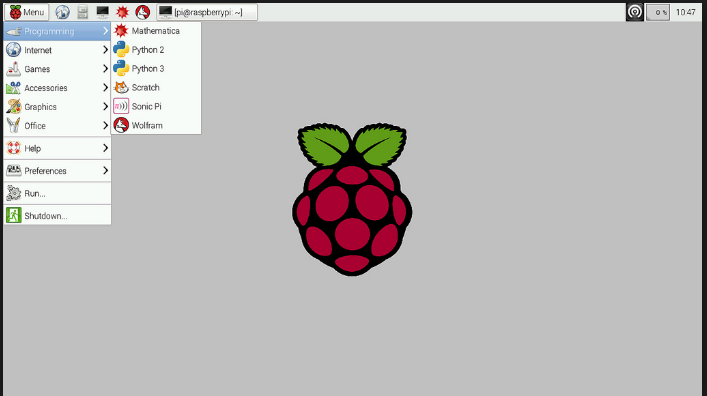 Menu [pi@raspberrypi: ~] 0 % 10:47
Programming
Internet
Games
Accessories
Graphics
Office
Help
Preferences
Run...
Shutdown...
Mathematica
Python 2
Python 3
Scratch
Sonic Pi
Wolfram